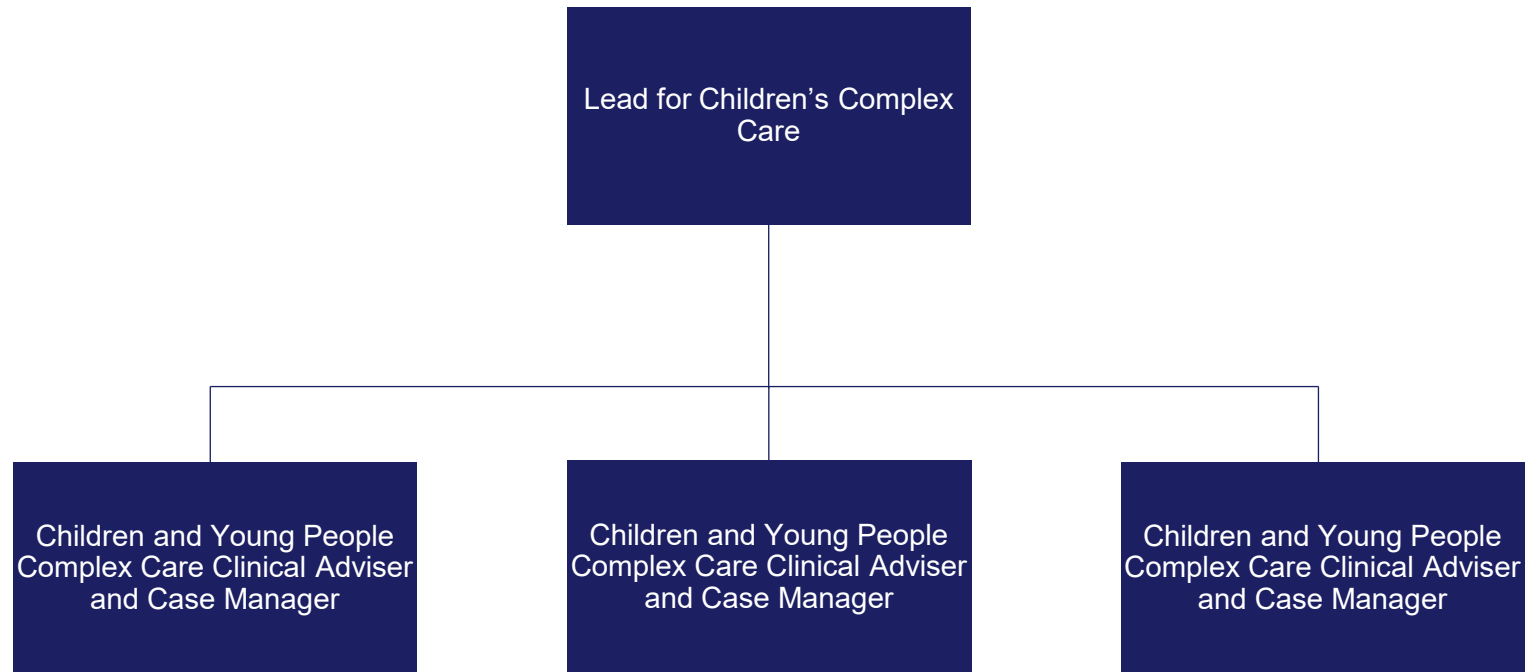 Lead for Children’s Complex
Care
Children and Young People
Complex Care Clinical Adviser
and Case Manager
Children and Young People
Complex Care Clinical Adviser
and Case Manager
Children and Young People
Complex Care Clinical Adviser
and Case Manager